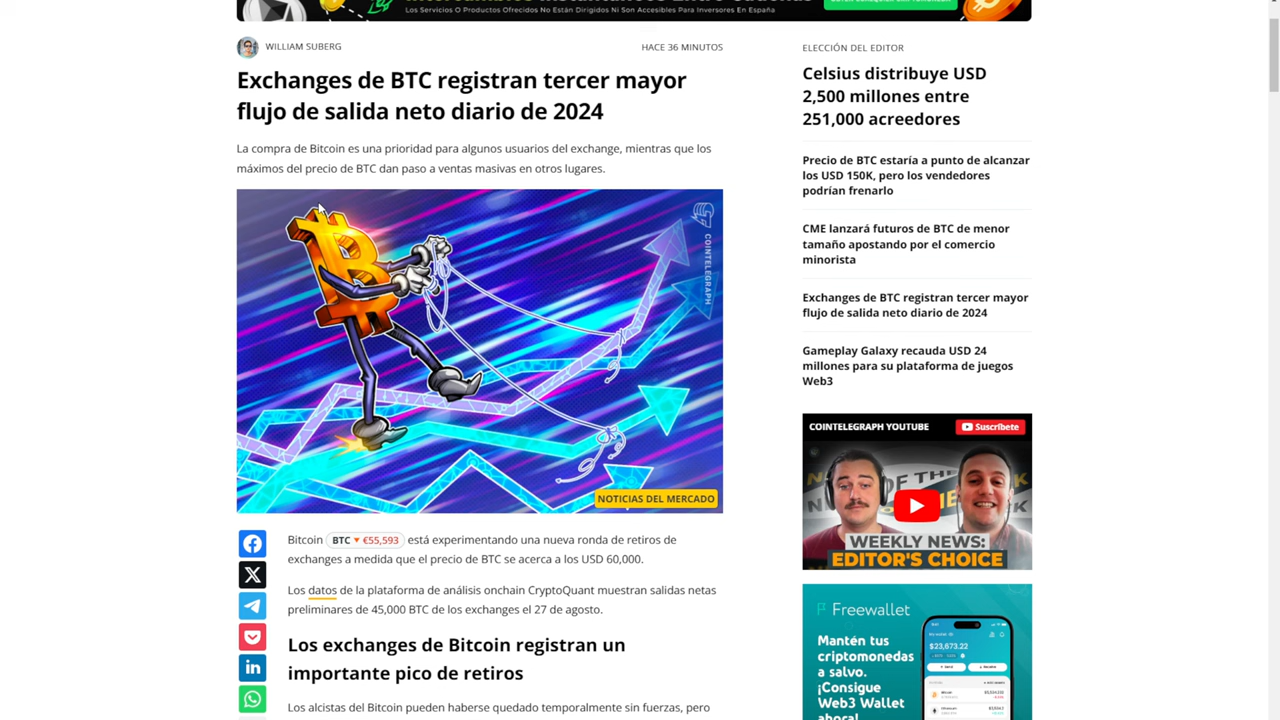 Los Servicios O Productos Ofrecidos No Están Dirigidos Ni Son Accesibles Para Inversores En España
WILLIAM SUBERG
HACE 36 MINUTOS
Exchanges de BTC registran tercer mayor
flujo de salida neto diario de 2024
La compra de Bitcoin es una prioridad para algunos usuarios del exchange, mientras que los
máximos del precio de BTC dan paso a ventas masivas en otros lugares.
COINTELEGRAPH
NOTICIAS DEL MERCADO
Bitcoin BTC ▼ €55,593 está experimentando una nueva ronda de retiros de
exchanges a medida que el precio de BTC se acerca a los USD 60,000.
Los datos de la plataforma de análisis onchain CryptoQuant muestran salidas netas
preliminares de 45,000 BTC de los exchanges el 27 de agosto.
Los exchanges de Bitcoin registran un
importante pico de retiros
Los alcistas del Bitcoin pueden haberse quedado temporalmente sin fuerzas, pero
ELECCIÓN DEL EDITOR
Celsius distribuye USD
2,500 millones entre
251,000 acreedores
Precio de BTC estaría a punto de alcanzar
los USD 150K, pero los vendedores
podrían frenarlo
CME lanzará futuros de BTC de menor
tamaño apostando por el comercio
minorista
Exchanges de BTC registran tercer mayor
flujo de salida neto diario de 2024
Gameplay Galaxy recauda USD 24
millones para su plataforma de juegos
Web3
COINTELEGRAPH YOUTUBE
Suscríbete
WEEKLY NEWS:
EDITOR'S CHOICE
Freewallet
Mantén tus
criptomonedas
a salvo.
¡Consigue
Web3 Wallet
ahora!
$23,673.22